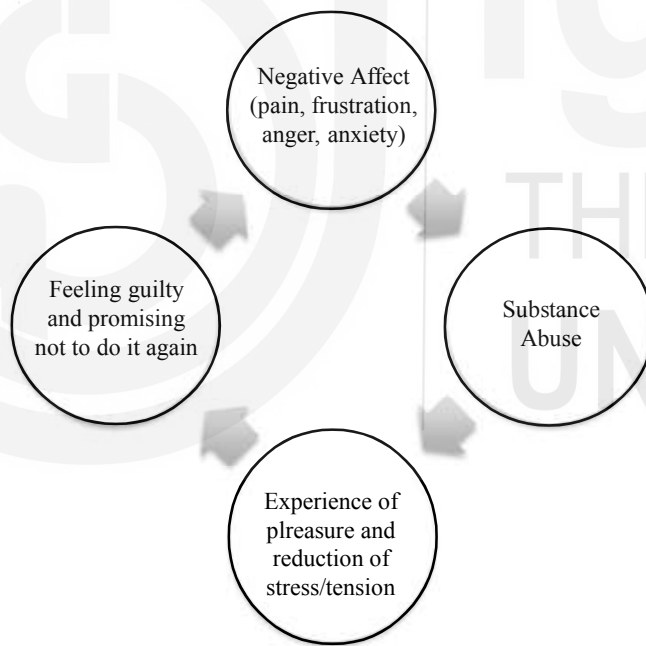 Negative Affect
(pain, frustration,
anger, anxiety)
Feeling guilty
and promising
not to do it again
Substance
Abuse
Experience of
plreasure and
reduction of
stress/tension